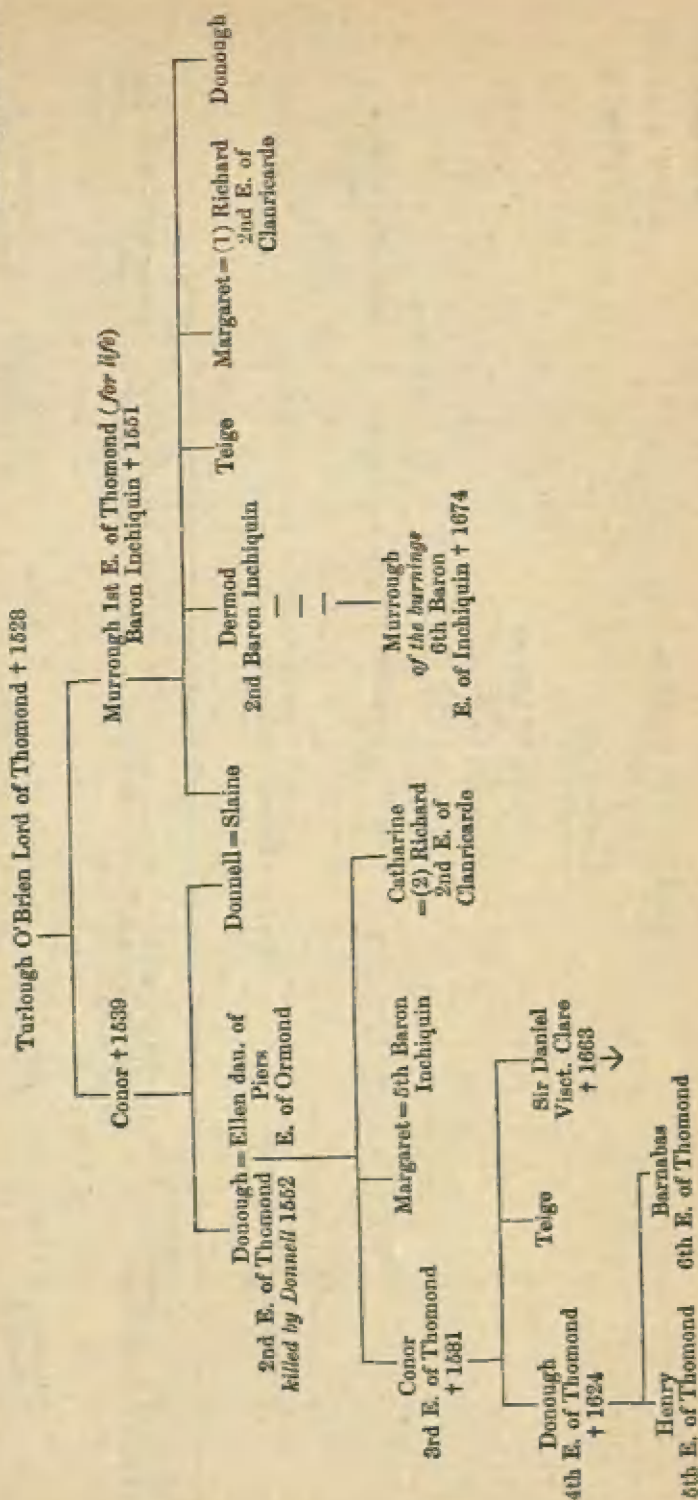 Turlough O'Brien Lord of Thomond † 1528
Conor † 1539
Murrough 1st E. of Thomond (for life)
Baron Inchiquin † 1551
Donough = Ellen dau. of
Piers
E. of Ormond
2nd E. of Thomond
killed by Donnell 1552
Donnell = Slaine
Dermod
2nd Baron Inchiquin
Teige
Margaret = (1) Richard
2nd E. of
Clanricarde
Donough
Conor
3rd E. of Thomond
† 1581
Margaret = 5th Baron
Inchiquin
Catharine
= (2) Richard
2nd E. of
Clanricarde
Murrough
of the burnings
6th Baron
E. of Inchiquin † 1674
Donough
4th E. of Thomond
† 1624
Teige
Sir Daniel
Visct. Clare
† 1663
Henry
5th E. of Thomond
Barnabas
6th E. of Thomond